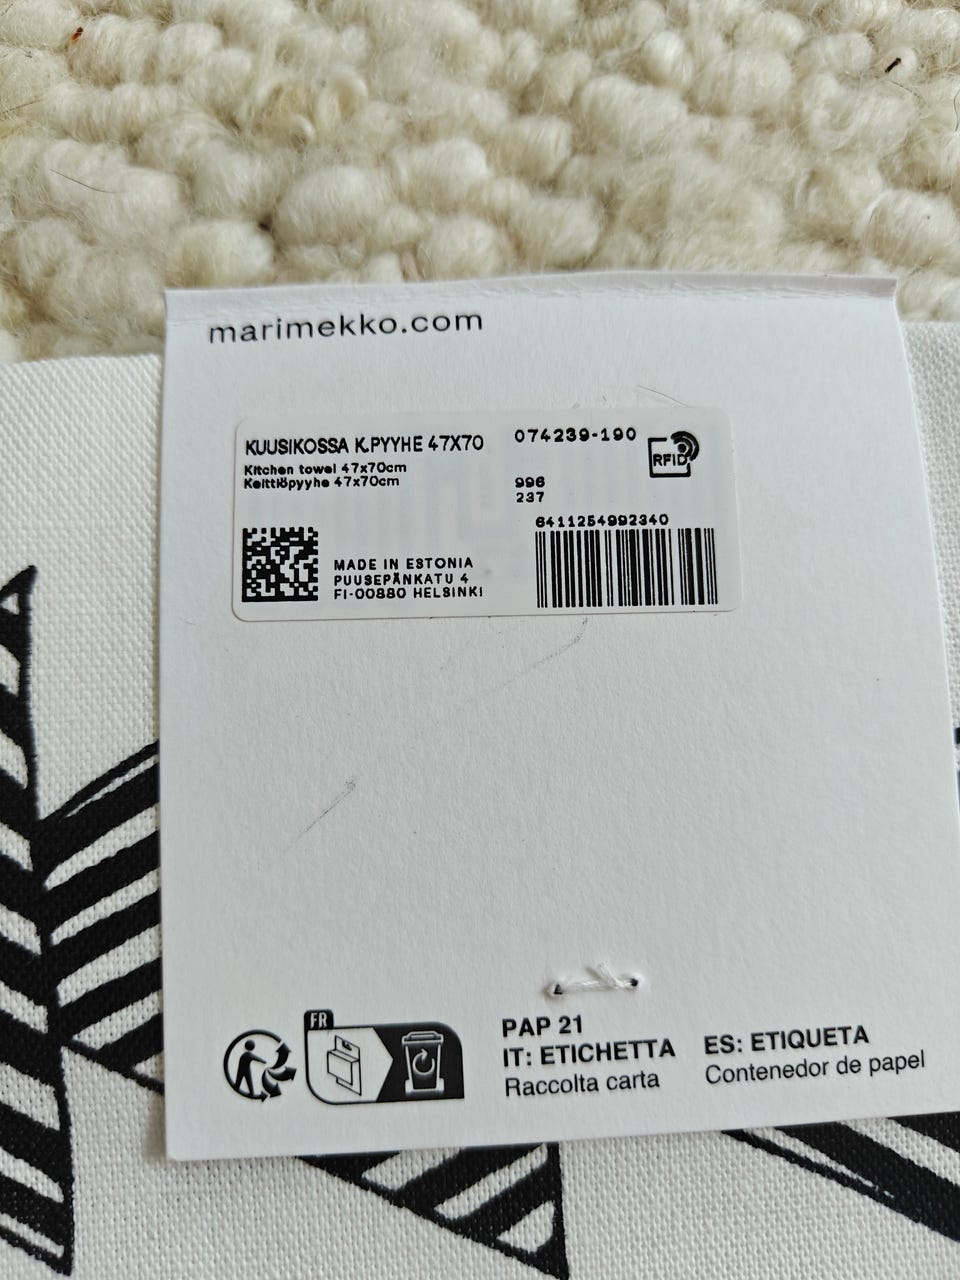 marimekko.com
KUUSIKOSSA K.PYYHE 47X70
Kitchen towel 47x70cm
Keittiöpyyhe 47x70cm
074239-190
RFID
996
237
6411254992340
MADE IN ESTONIA
PUUSEPÄNKATU 4
FI-00880 HELSINKI
FR
PAP 21
IT: ETICHETTA
Raccolta carta
ES: ETIQUETA
Contenedor de papel